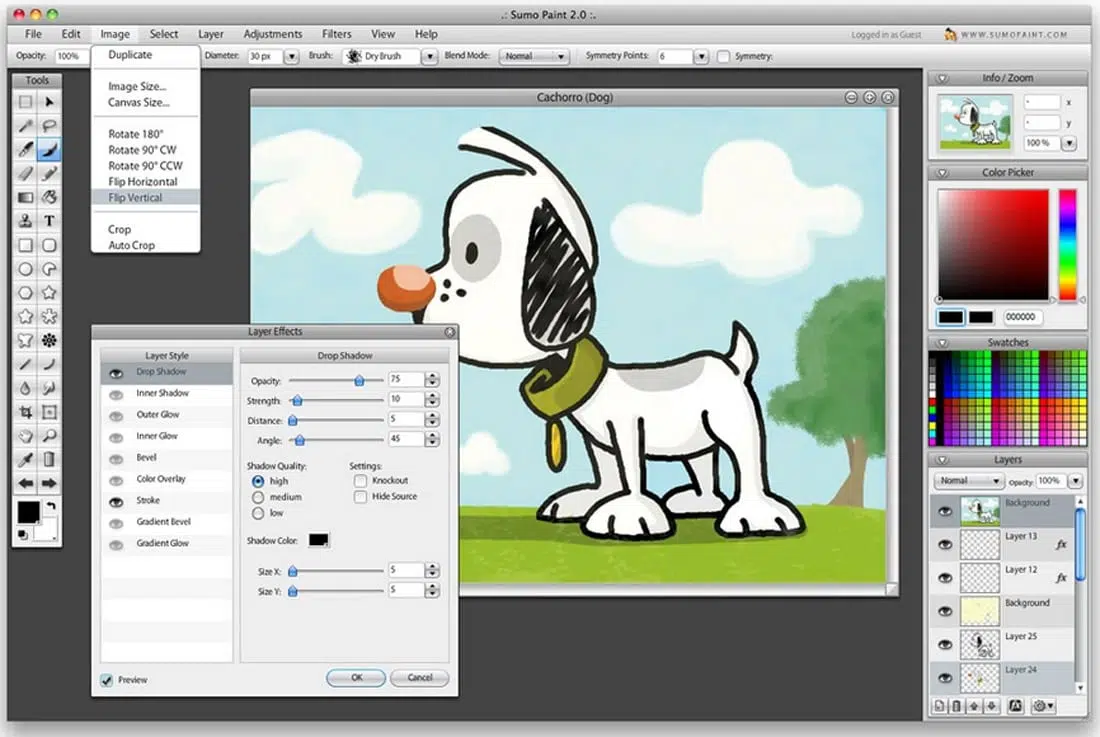 .: Sumo Paint 2.0 :.
File Edit Image Select Layer Adjustments Filters View Help
Logged in as Guest WWW.SUMOPAINT.COM
Opacity: 100% Diameter: 30 px Brush: Dry Brush Blend Mode: Normal Symmetry Points: 6 Symmetry:
Duplicate
Image Size...
Canvas Size...
Rotate 180°
Rotate 90° CW
Rotate 90° CCW
Flip Horizontal
Flip Vertical
Crop
Auto Crop
Tools
T
Cachorro (Dog)
Layer Effects
Layer Style
Drop Shadow
Inner Shadow
Outer Glow
Inner Glow
Bevel
Color Overlay
Stroke
Gradient Bevel
Gradient Glow
Drop Shadow
Opacity: 75
Strength: 10
Distance: 5
Angle: 45
Shadow Quality: Settings:
high Knockout
medium Hide Source
low
Shadow Color:
Size X: 5
Size Y: 5
Preview OK Cancel
Info / Zoom
- x
- y
100 %
Color Picker
000000
Swatches
Layers
Normal Opacity: 100%
Background
Layer 13 fx
Layer 12 fx
Background
Layer 25
Layer 24